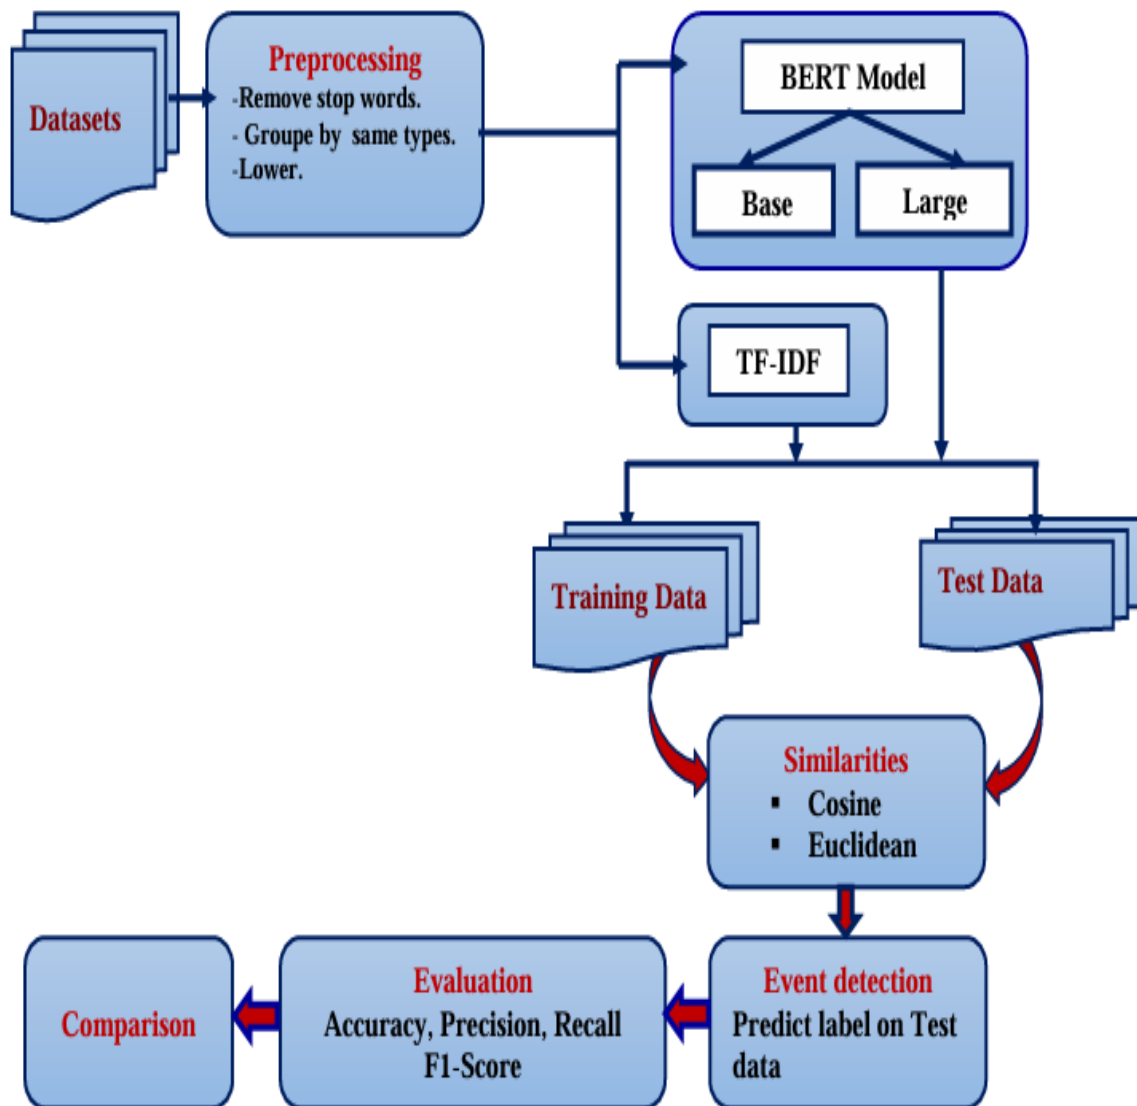 Datasets
Preprocessing
-Remove stop words.
- Groupe by same types.
-Lower.
BERT Model
Base
Large
TF-IDF
Training Data
Test Data
Similarities
▪ Cosine
▪ Euclidean
Event detection
Predict label on Test
data
Evaluation
Accuracy, Precision, Recall
F1-Score
Comparison